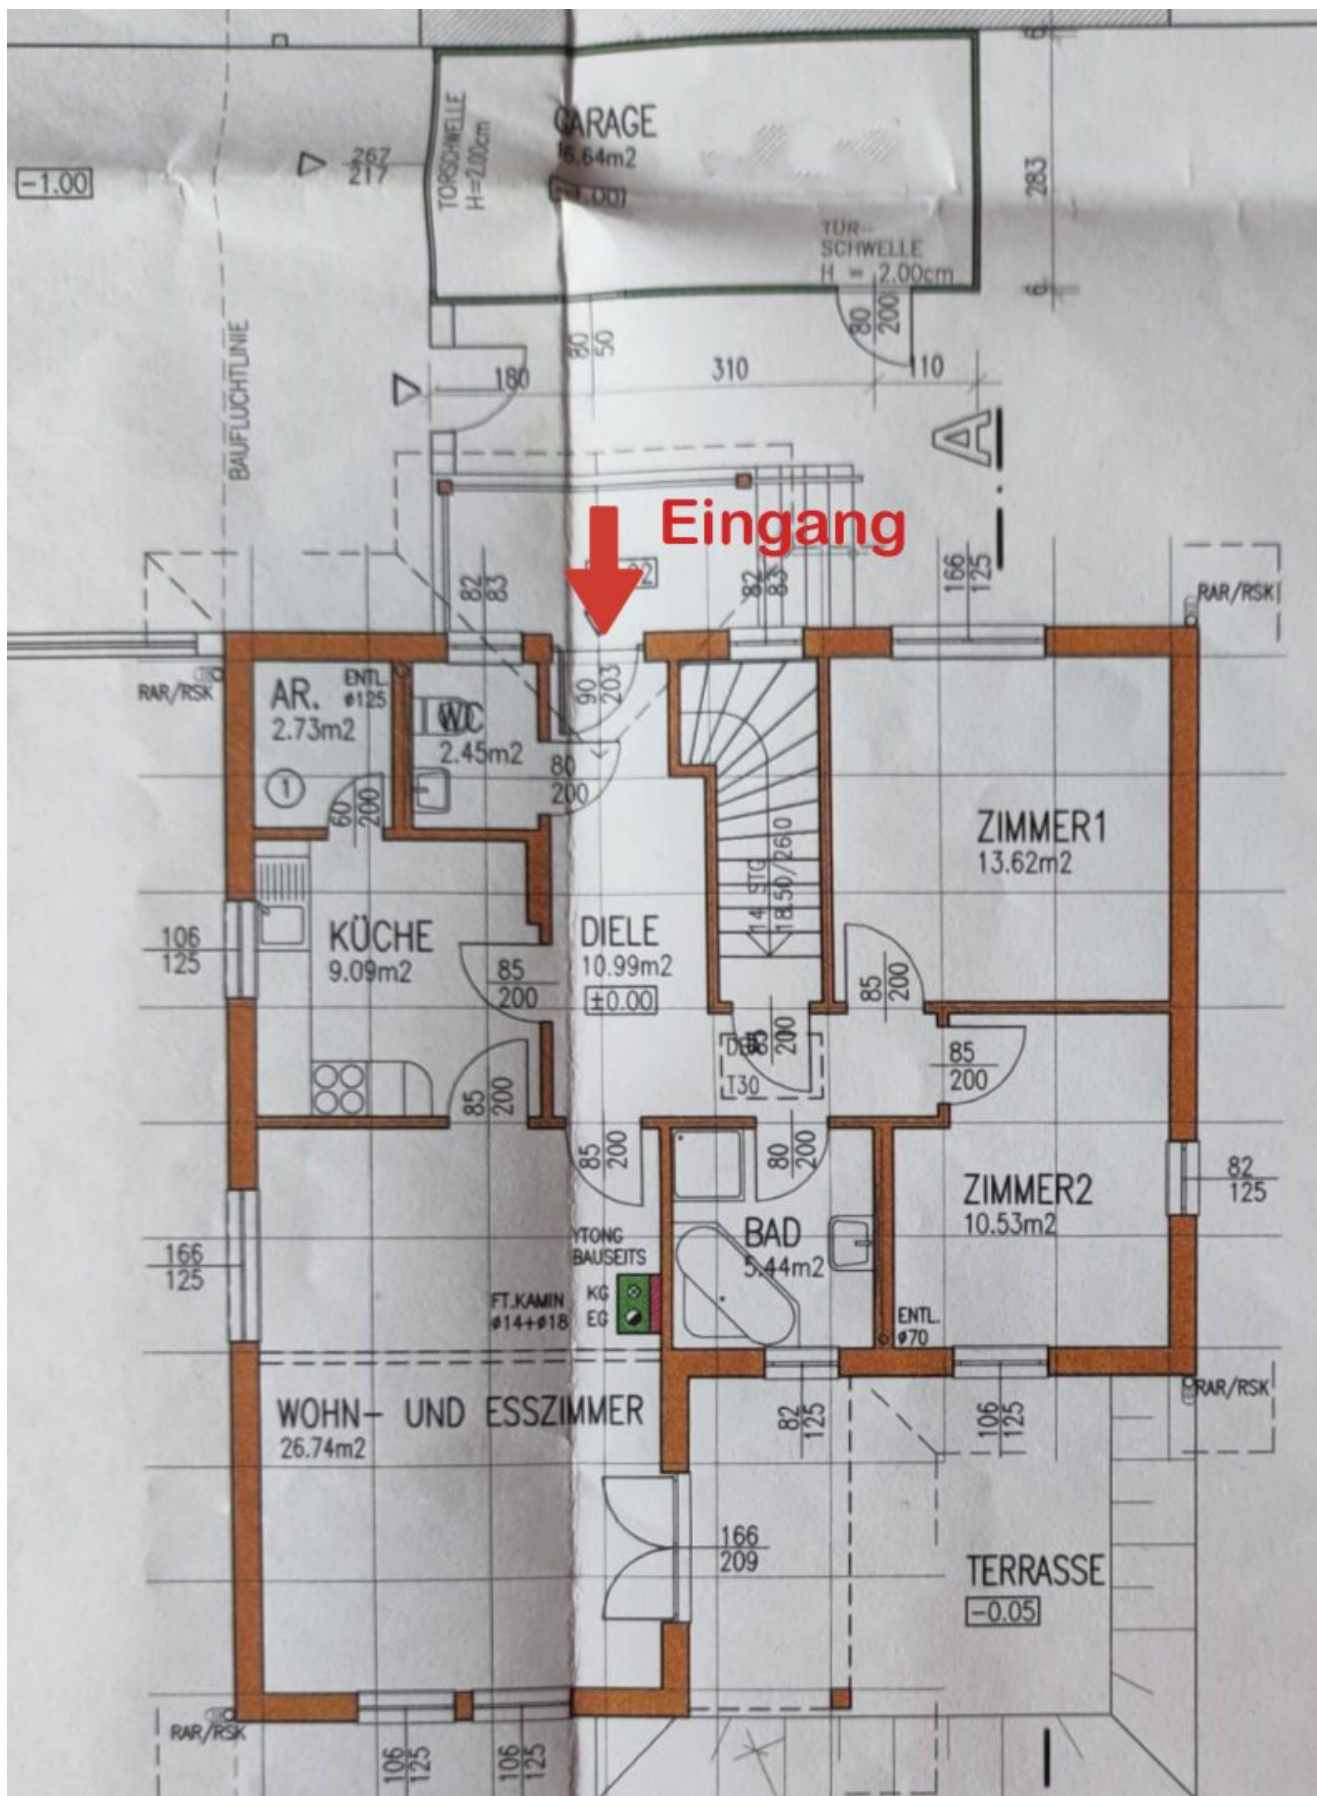 GARAGE
16.64m2
TORSCHWELLE
H=2.00cm
267
217
-1.00
283
6
6
TÜR-
SCHWELLE
H = 2.00cm
80
200
80
50
180
310
110
BAUFLUCHTLINIE
A
Eingang
82
83
82
83
166
125
RAR/RSK
RAR/RSK
AR.
2.73m2
ENTL.
ø125
WC
2.45m2
90
203
80
200
1
60
200
ZIMMER1
13.62m2
14 STG
18.50/26.0
KÜCHE
9.09m2
DIELE
10.99m2
±0.00
106
125
85
200
85
200
200
T30
85
200
85
200
85
200
80
200
82
125
ZIMMER2
10.53m2
BAD
5.44m2
YTONG
BAUSEITS
166
125
FT.KAMIN
ø14+ø18
KG
EG
ENTL.
ø70
RAR/RSK
WOHN- UND ESSZIMMER
26.74m2
82
125
106
125
166
209
TERRASSE
-0.05
RAR/RSK
106
125
106
125